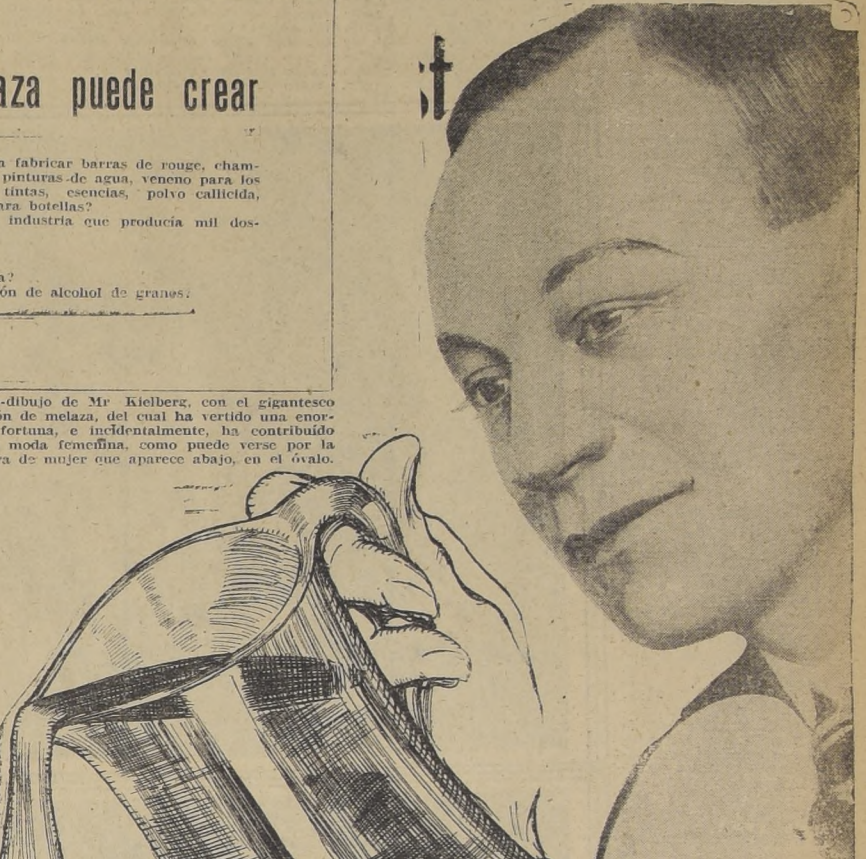 aza puede crear
st
a fabricar barras de rouge, cham-
pinturas de agua, veneno para los
tintas, esencias, polvo callicida,
ara botellas?
industria que producía mil dos-
a?
ón de alcohol de granos.
-dibujo de Mr Kielberg, con el gigantesco
ón de melaza, del cual ha vertido una enor-
fortuna, e incidentalmente, ha contribuído
moda femenina, como puede verse por la
ra de mujer que aparece abajo, en el óvalo.